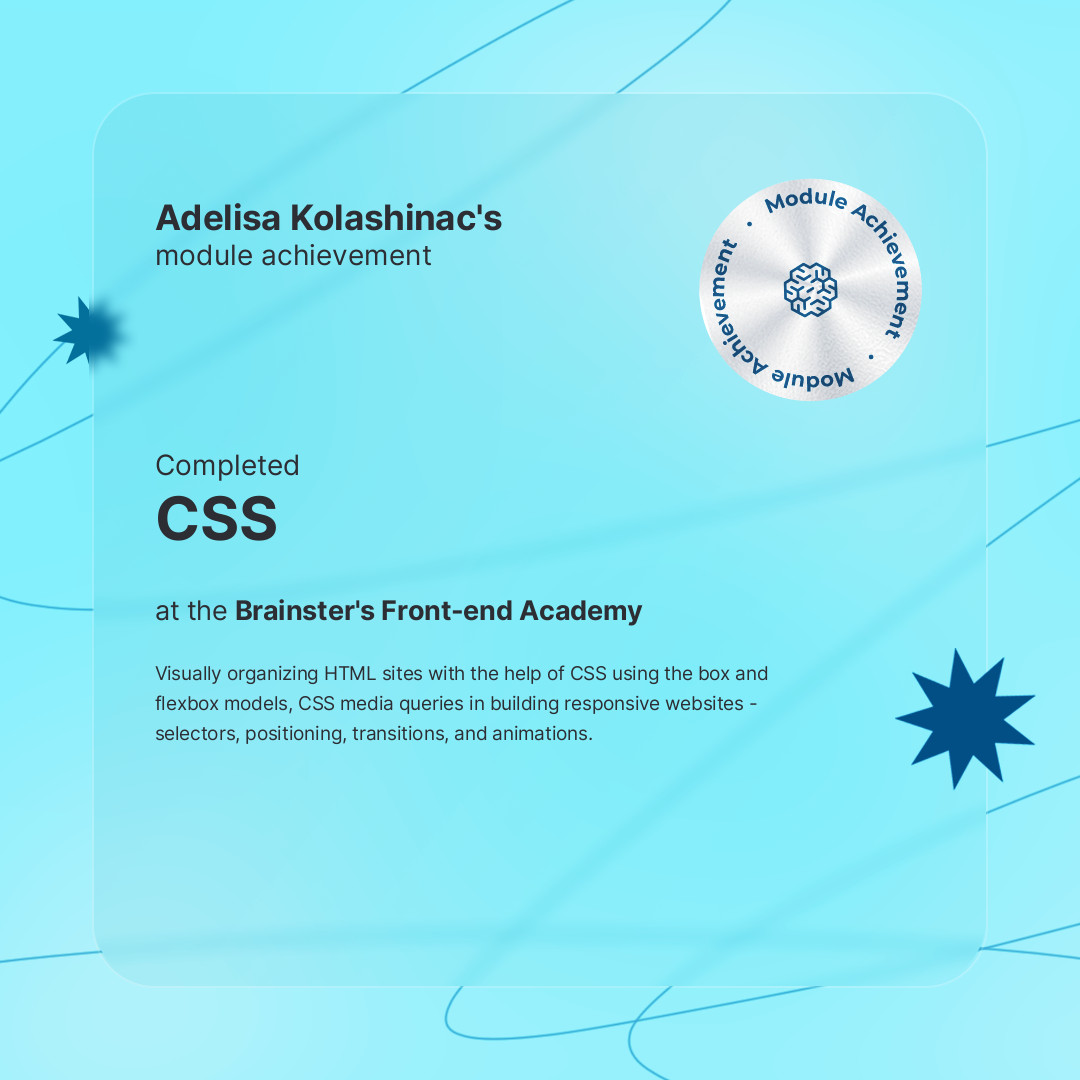 Adelisa Kolashinac's
module achievement
Module Achievement • Module Achievement •
Completed
CSS
at the Brainster's Front-end Academy
Visually organizing HTML sites with the help of CSS using the box and
flexbox models, CSS media queries in building responsive websites -
selectors, positioning, transitions, and animations.